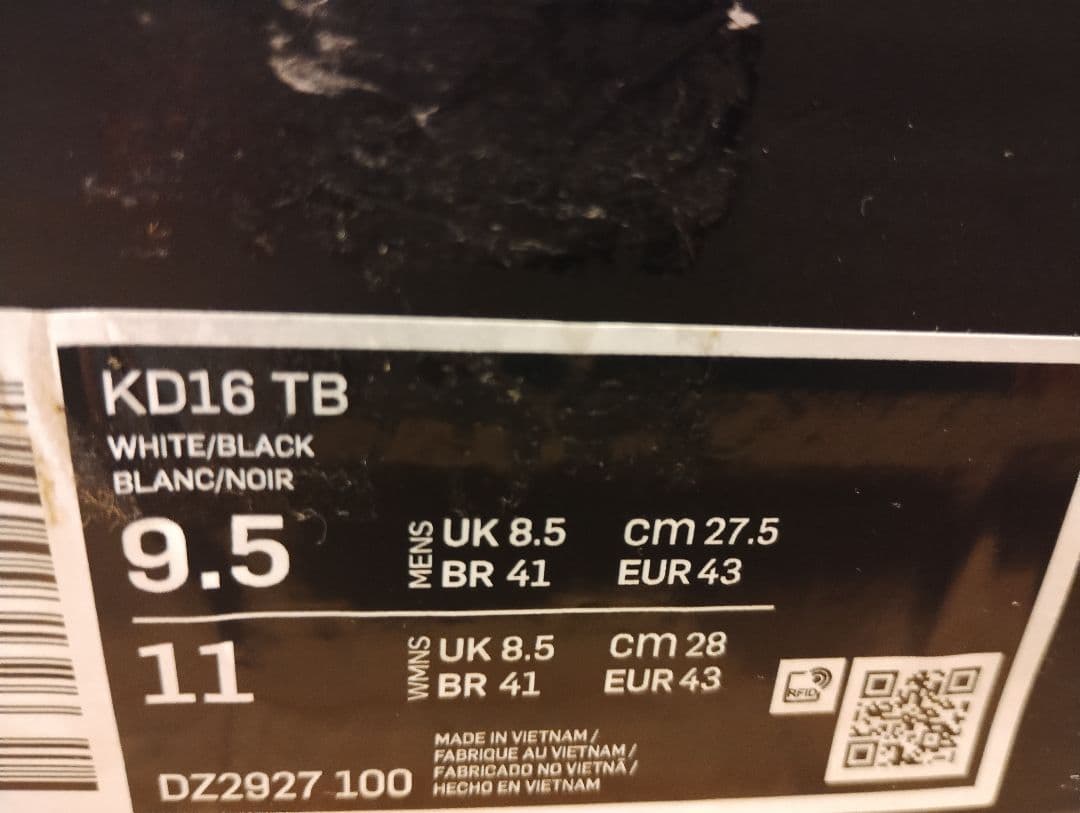 KD16 TB
WHITE/BLACK
BLANC/NOIR
9.5
MENS
UK 8.5 cm 27.5
BR 41 EUR 43
11
WMNS
UK 8.5 cm 28
BR 41 EUR 43
RFID
MADE IN VIETNAM /
FABRIQUE AU VIETNAM /
FABRICADO NO VIETNÃ /
HECHO EN VIETNAM
DZ2927 100